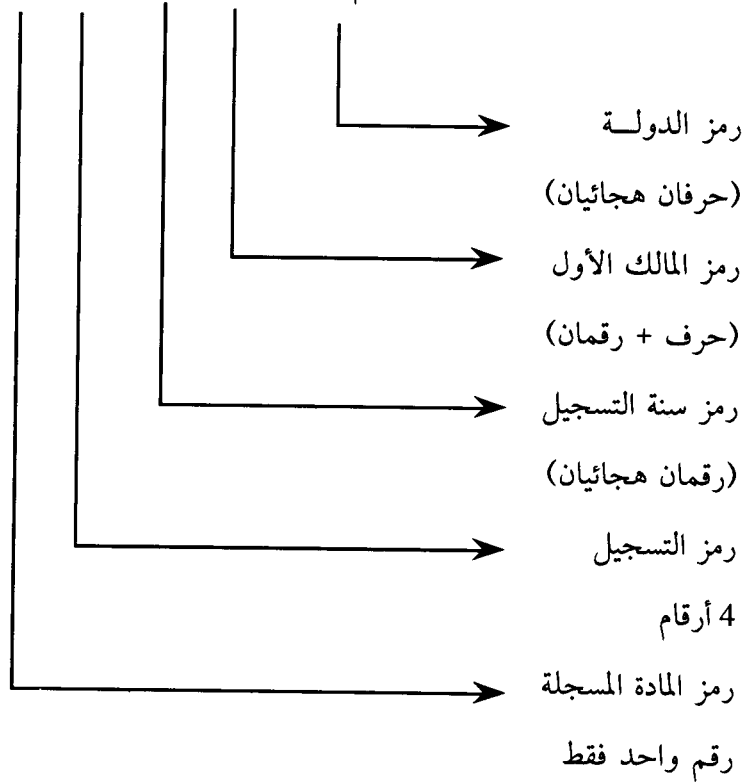 رمز الدولـــة
(حرفان هجائيان)
رمز المالك الأول
(حرف + رقمان)
رمز سنة التسجيل
(رقمان هجائيان)
رمز التسجيل
4 أرقام
رمز المادة المسجلة
رقم واحد فقط